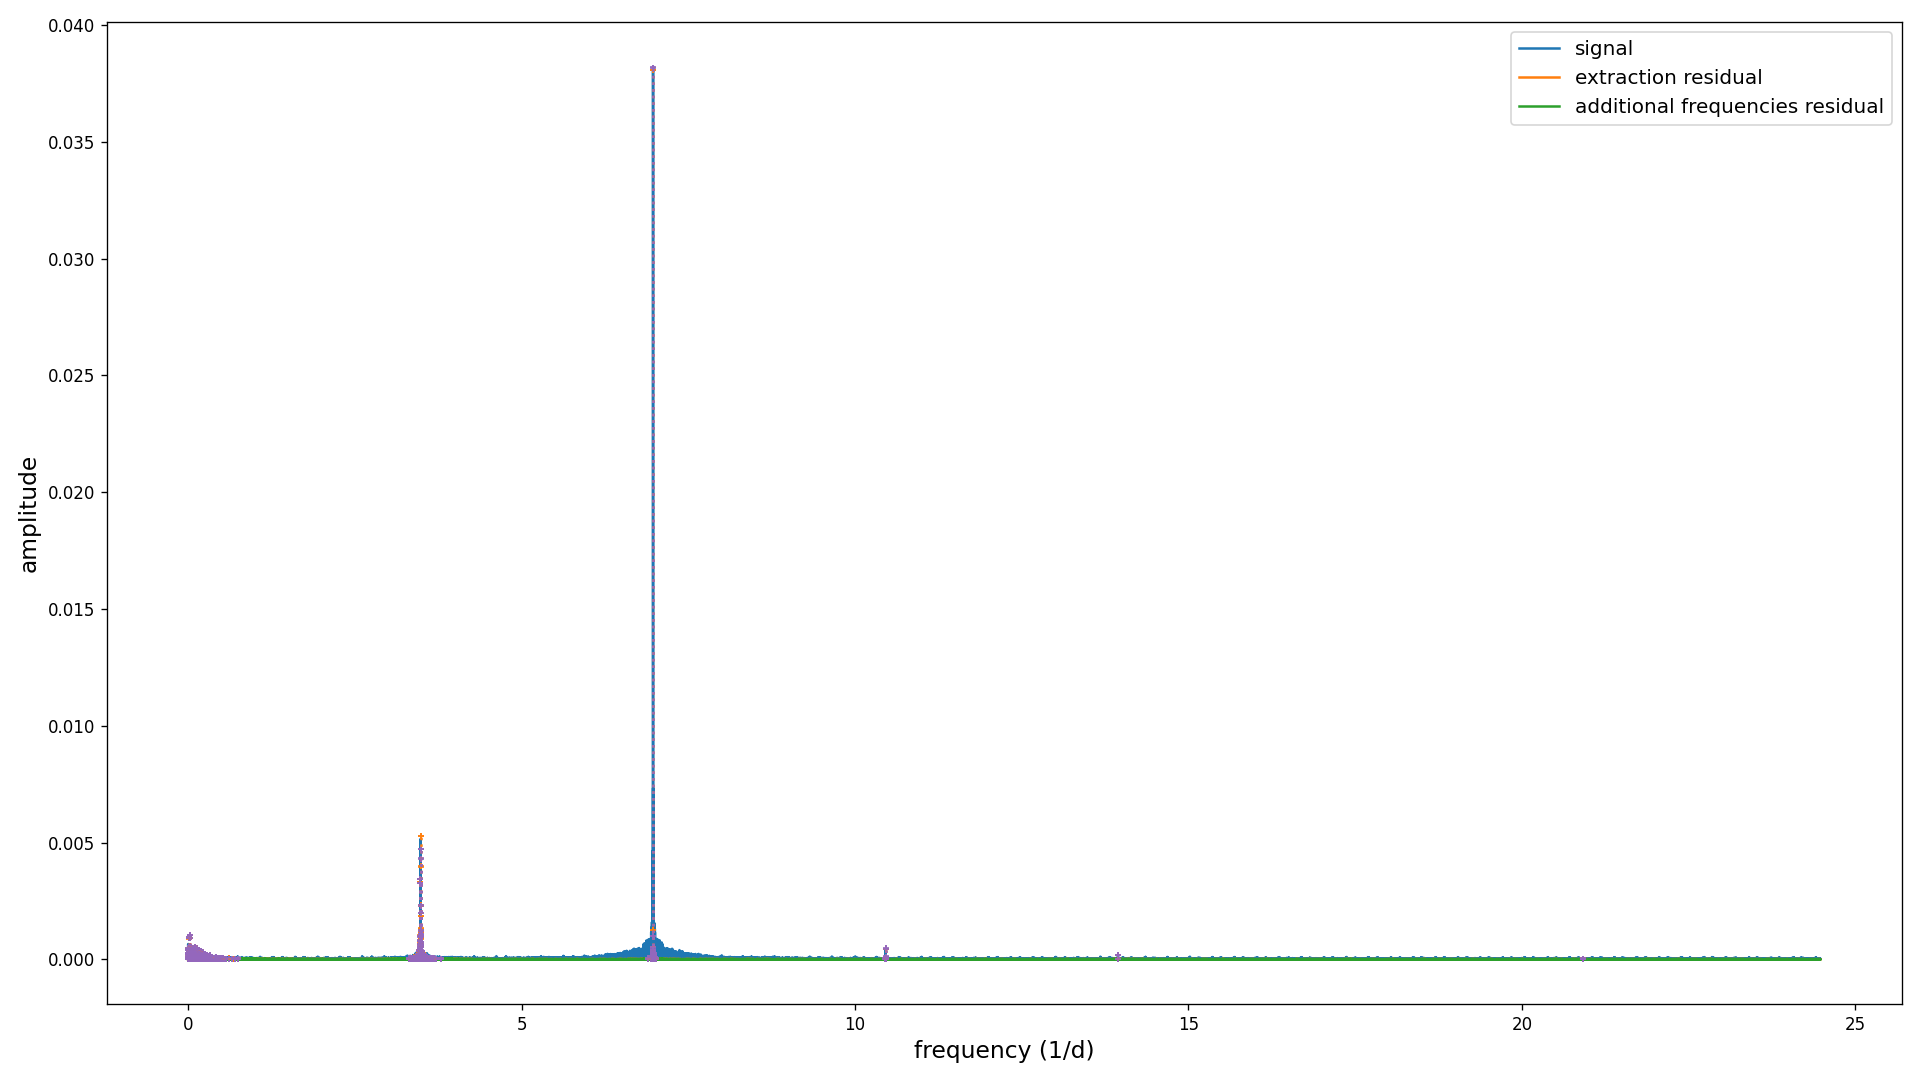 0.040
0.035
0.030
0.025
0.020
0.015
0.010
0.005
0.000
amplitude
signal
extraction residual
additional frequencies residual
0 5 10 15 20 25
frequency (1/d)